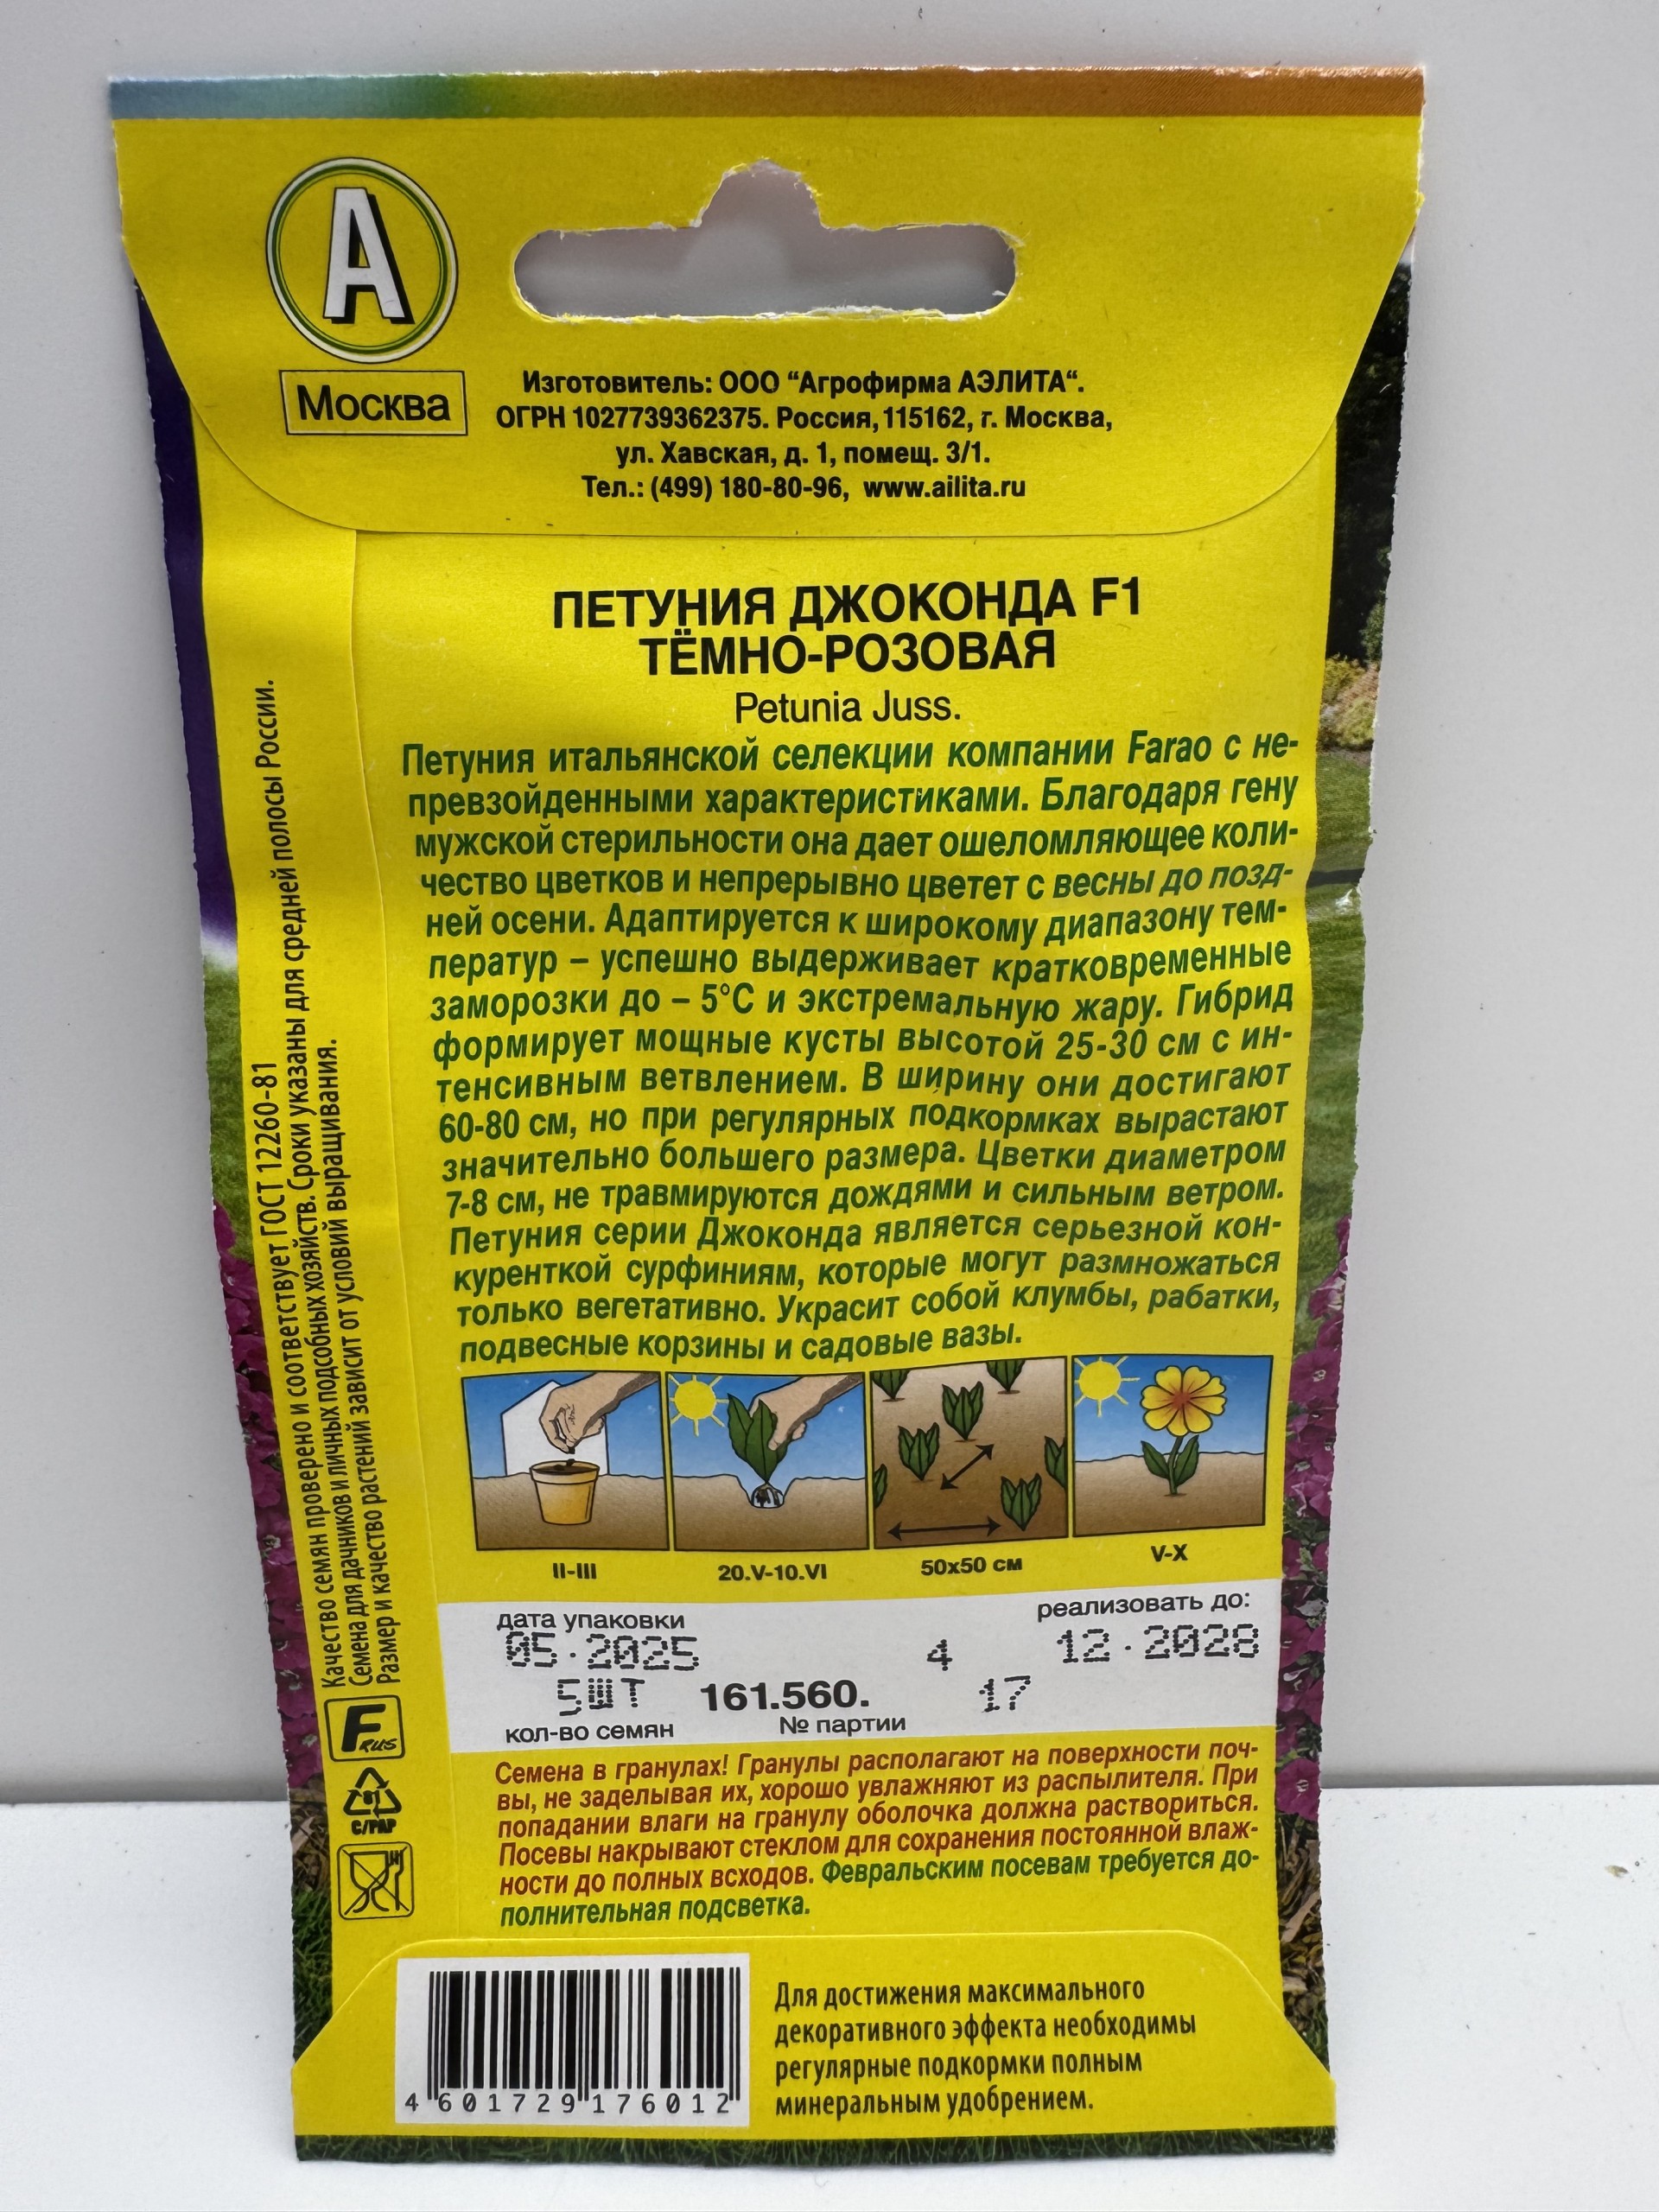 А
Москва
Изготовитель: ООО “Агрофирма АЭЛИТА“.
ОГРН 1027739362375. Россия, 115162, г. Москва,
ул. Хавская, д. 1, помещ. 3/1.
Тел.: (499) 180-80-96, www.ailita.ru
ПЕТУНИЯ ДЖОКОНДА F1
ТЁМНО-РОЗОВАЯ
Petunia Juss.
Петуния итальянской селекции компании Farao с не-
превзойденными характеристиками. Благодаря гену
мужской стерильности она дает ошеломляющее коли-
чество цветков и непрерывно цветет с весны до позд-
ней осени. Адаптируется к широкому диапазону тем-
ператур – успешно выдерживает кратковременные
заморозки до – 5°С и экстремальную жару. Гибрид
формирует мощные кусты высотой 25-30 см с ин-
тенсивным ветвлением. В ширину они достигают
60-80 см, но при регулярных подкормках вырастают
значительно большего размера. Цветки диаметром
7-8 см, не травмируются дождями и сильным ветром.
Петуния серии Джоконда является серьезной кон-
куренткой сурфиниям, которые могут размножаться
только вегетативно. Украсит собой клумбы, рабатки,
подвесные корзины и садовые вазы.
II-III
20.V-10.VI
50х50 см
V-X
дата упаковки
реализовать до:
05.2025
4
12.2028
5ШТ
161.560.
17
кол-во семян
№ партии
Семена в гранулах! Гранулы располагают на поверхности поч-
вы, не заделывая их, хорошо увлажняют из распылителя. При
попадании влаги на гранулу оболочка должна раствориться.
Посевы накрывают стеклом для сохранения постоянной влаж-
ности до полных всходов. Февральским посевам требуется до-
полнительная подсветка.
Качество семян проверено и соответствует ГОСТ 12260-81
Семена для дачников и личных подсобных хозяйств. Сроки указаны для средней полосы России.
Размер и качество растений зависит от условий выращивания.
F RUS
81
C/PAP
4 601729 176012
Для достижения максимального
декоративного эффекта необходимы
регулярные подкормки полным
минеральным удобрением.